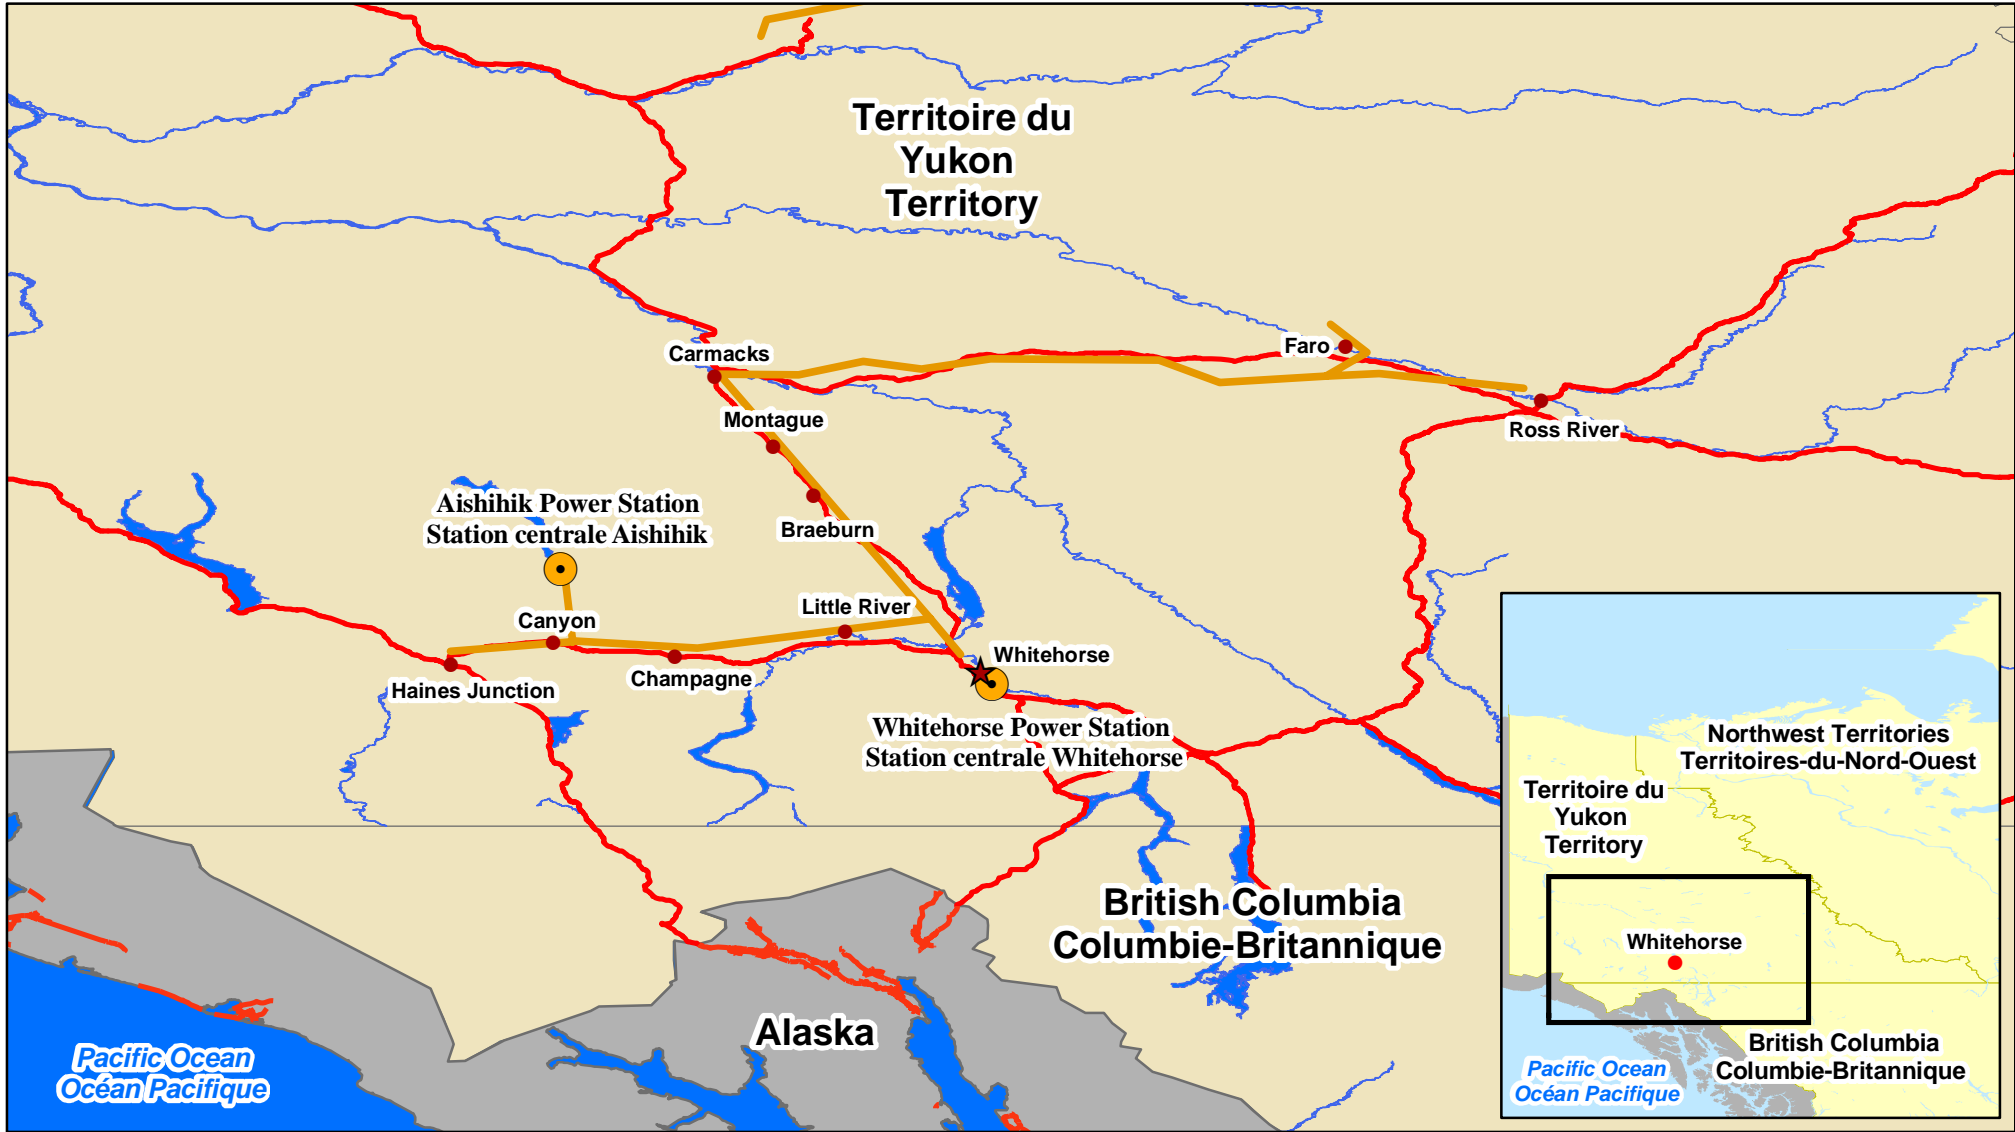 Territoire du
Yukon
Territory
Carmacks
Faro
Montague
Ross River
Aishihik Power Station
Station centrale Aishihik
Braeburn
Canyon
Little River
Haines Junction
Champagne
Whitehorse
Whitehorse Power Station
Station centrale Whitehorse
British Columbia
Columbie-Britannique
Alaska
Pacific Ocean
Océan Pacifique
Northwest Territories
Territoires-du-Nord-Ouest
Territoire du
Yukon
Territory
Whitehorse
British Columbia
Columbie-Britannique
Pacific Ocean
Océan Pacifique